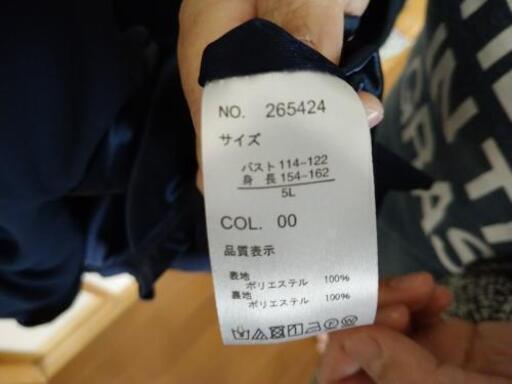 NO. 265424
サイズ
バスト 114-122
身 長 154-162
5L
COL. 00
品質表示
表地
ポリエステル 100%
裏地
ポリエステル 100%